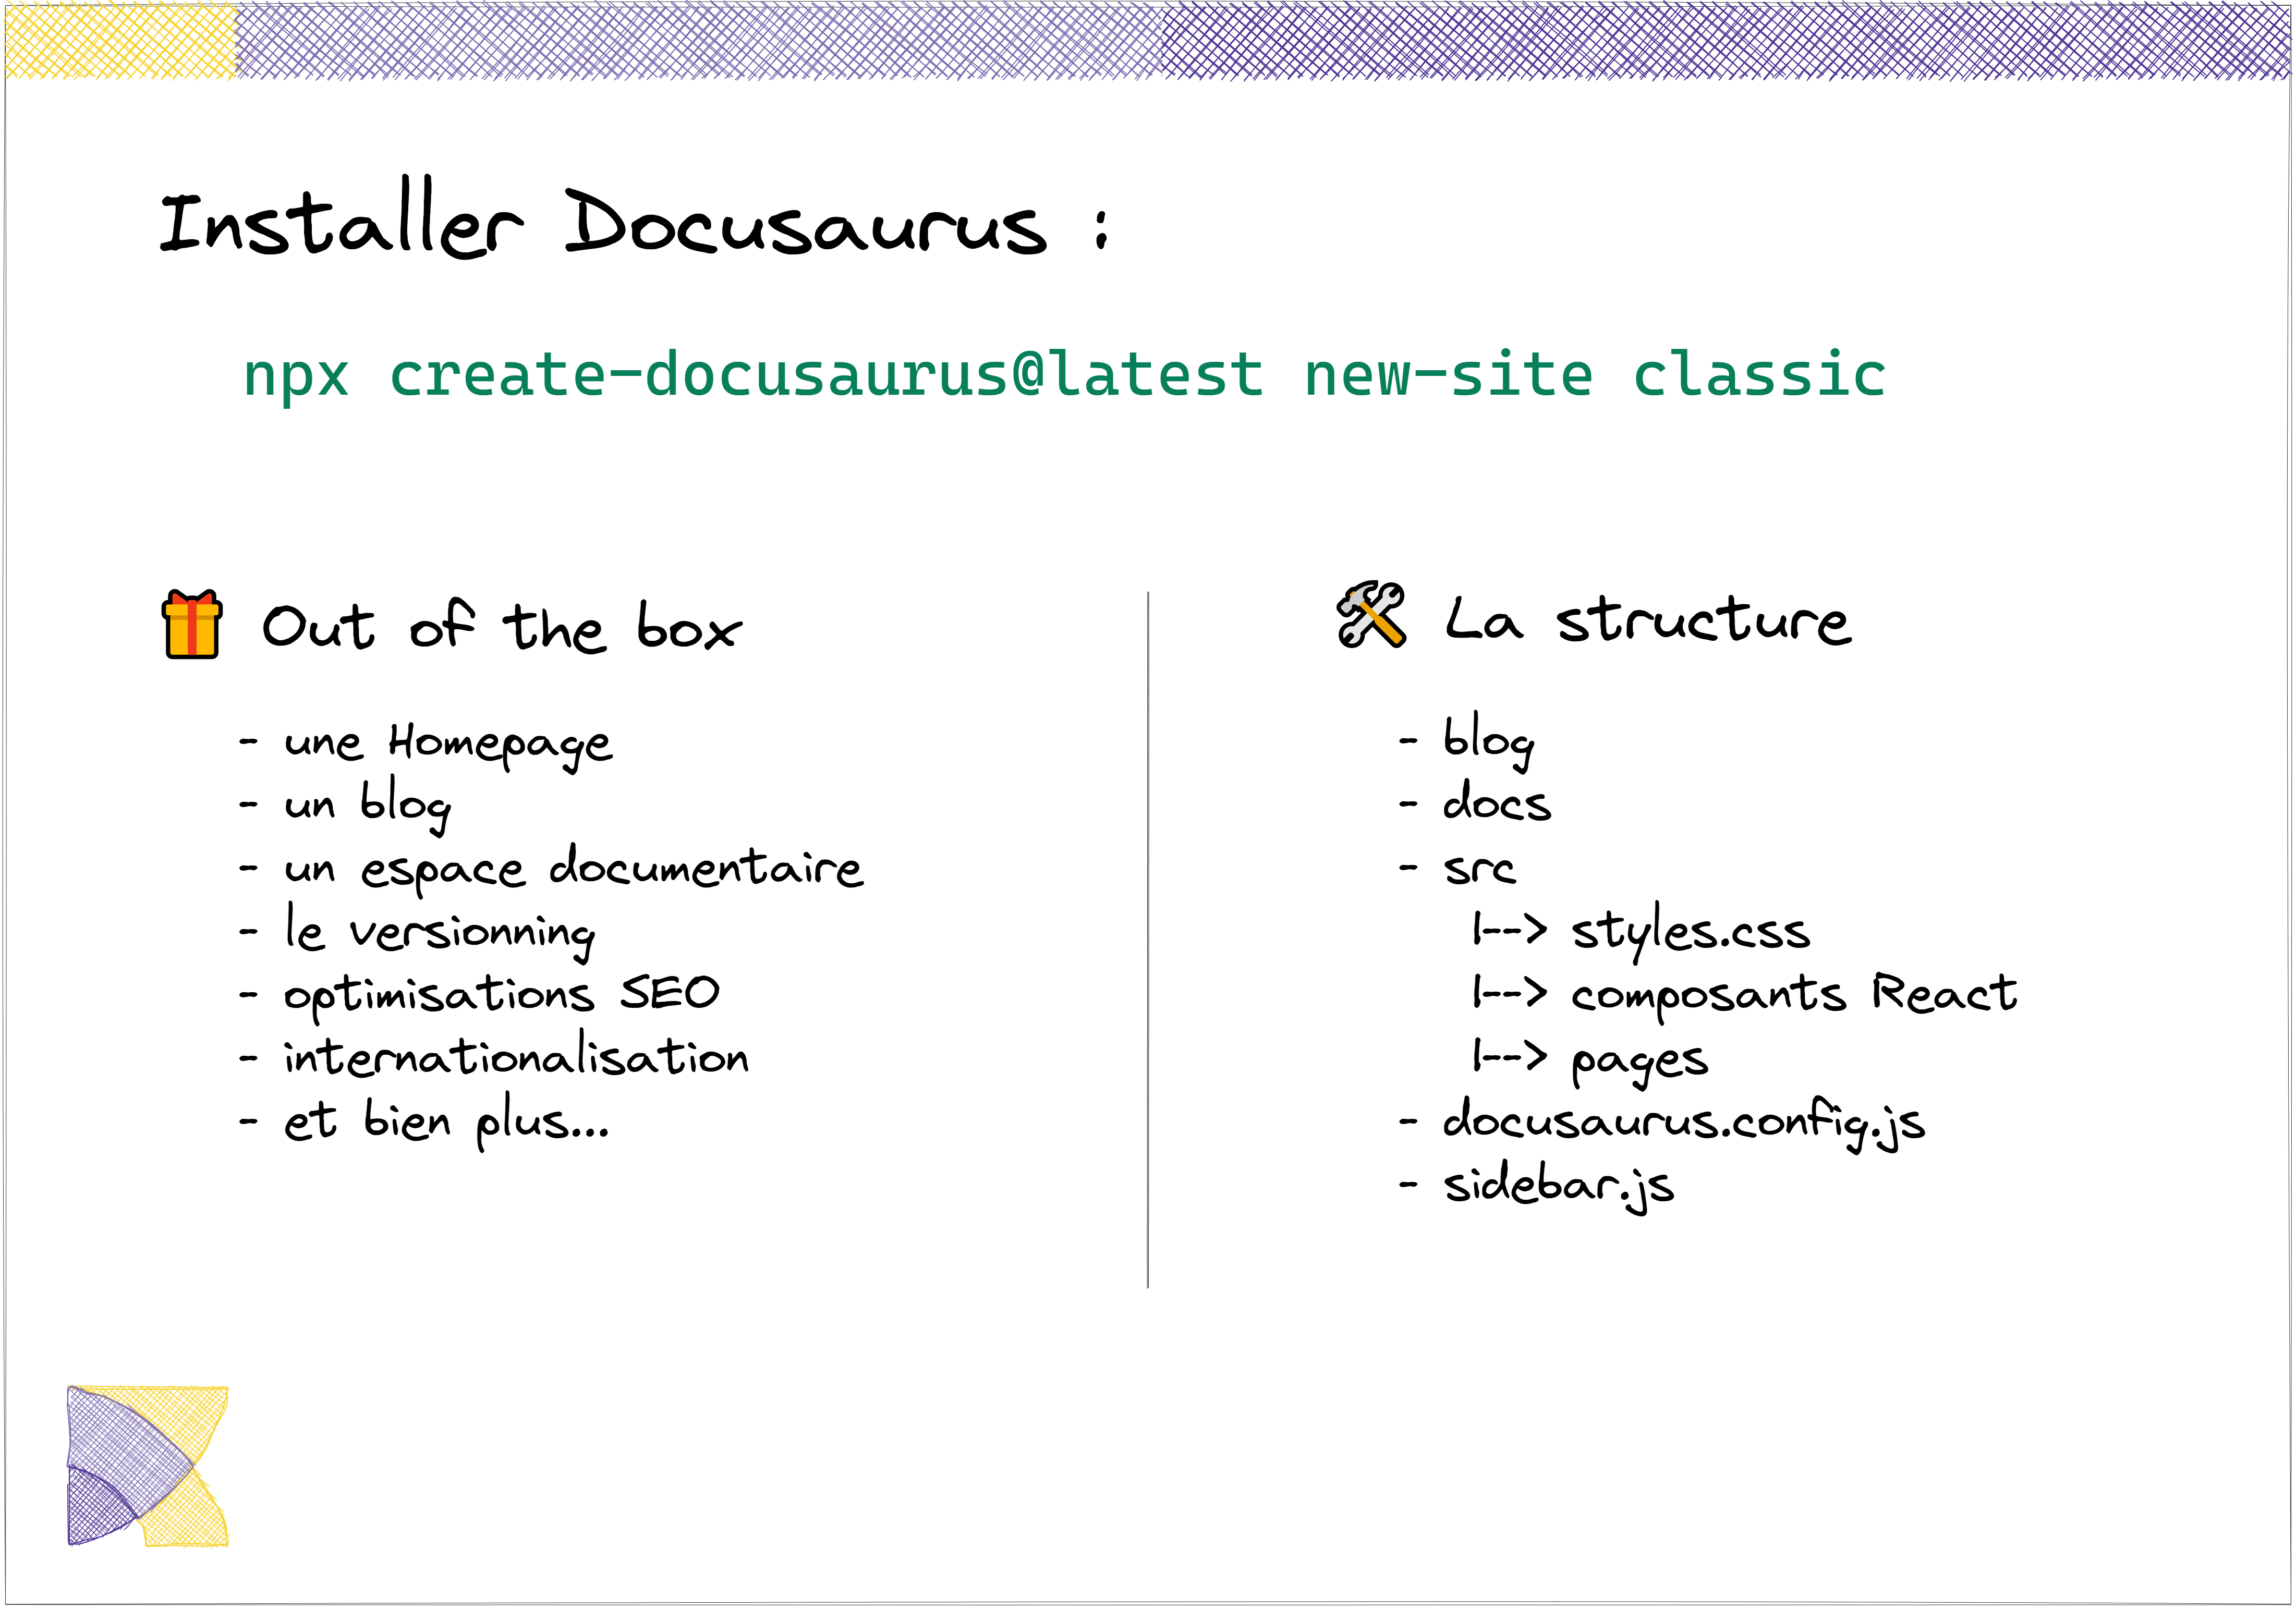 Installer Docusaurus :
npx create-docusaurus@latest new-site classic
Out of the box
- une Homepage
- un blog
- un espace documentaire
- le versionning
- optimisations SEO
- internationalisation
- et bien plus...
La structure
- blog
- docs
- src
|--> styles.css
|--> composants React
|--> pages
- docusaurus.config.js
- sidebar.js